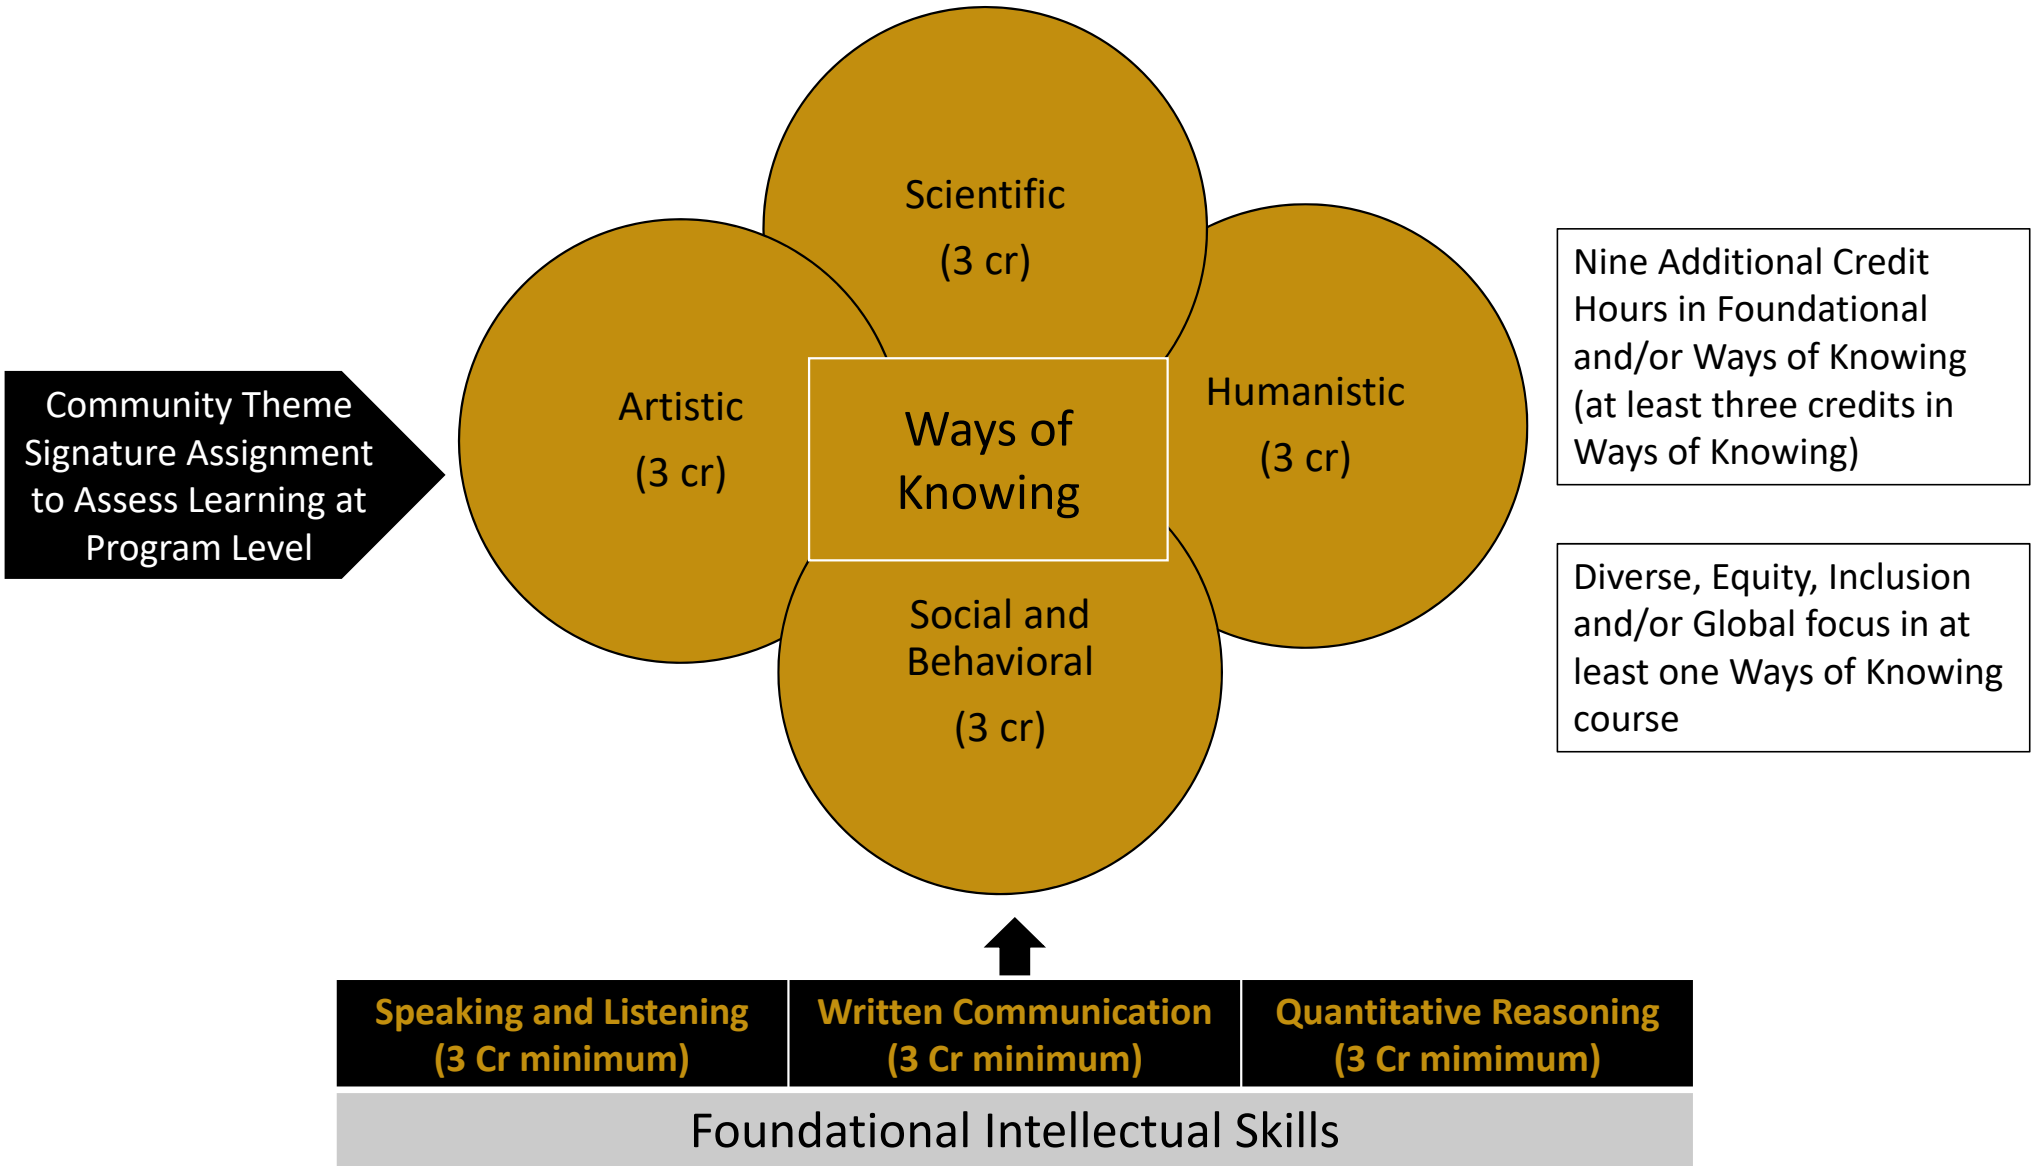 Scientific
(3 cr)
Artistic
(3 cr)
Ways of
Knowing
Humanistic
(3 cr)
Social and
Behavioral
(3 cr)
Community Theme
Signature Assignment
to Assess Learning at
Program Level
Nine Additional Credit
Hours in Foundational
and/or Ways of Knowing
(at least three credits in
Ways of Knowing)
Diverse, Equity, Inclusion
and/or Global focus in at
least one Ways of Knowing
course
Speaking and Listening
(3 Cr minimum)
Written Communication
(3 Cr minimum)
Quantitative Reasoning
(3 Cr mimimum)
Foundational Intellectual Skills